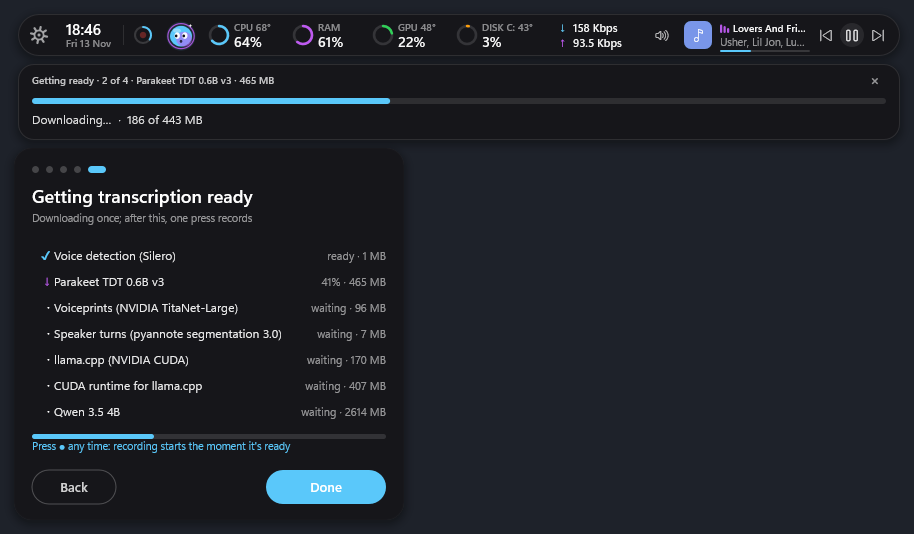 18:46
Fri 13 Nov
CPU 68°
64%
RAM
61%
GPU 48°
22%
DISK C: 43°
3%
↓ 158 Kbps
↑ 93.5 Kbps
Lovers And Fri...
Usher, Lil Jon, Lu...
Getting ready · 2 of 4 · Parakeet TDT 0.6B v3 · 465 MB
Downloading... · 186 of 443 MB
Getting transcription ready
Downloading once; after this, one press records
✓ Voice detection (Silero) ready · 1 MB
↓ Parakeet TDT 0.6B v3 41% · 465 MB
· Voiceprints (NVIDIA TitaNet-Large) waiting · 96 MB
· Speaker turns (pyannote segmentation 3.0) waiting · 7 MB
· llama.cpp (NVIDIA CUDA) waiting · 170 MB
· CUDA runtime for llama.cpp waiting · 407 MB
· Qwen 3.5 4B waiting · 2614 MB
Press ● any time: recording starts the moment it's ready
Back
Done